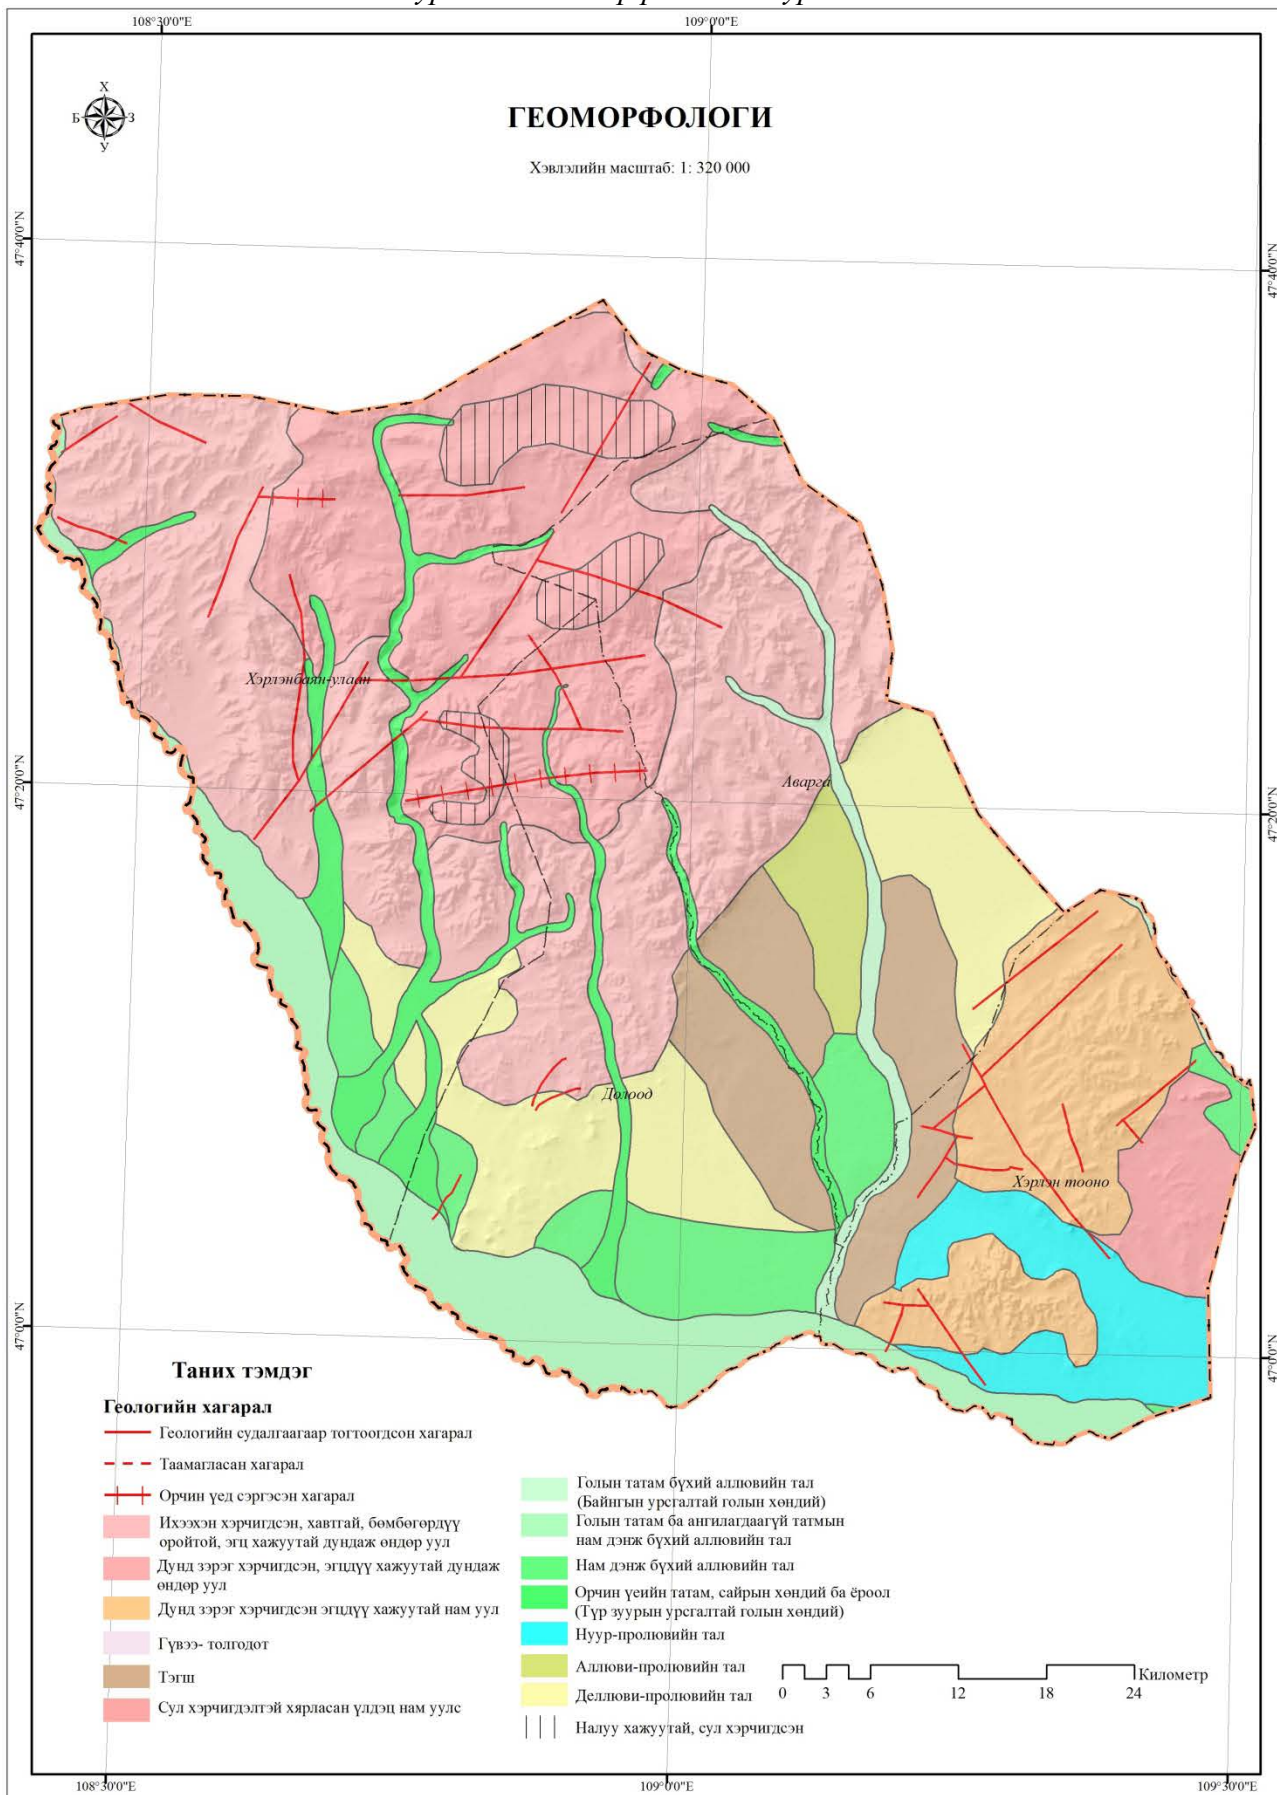 108°30'0"E
109°0'0"E
Х
Б
З
У
ГЕОМОРФОЛОГИ
Хэвлэлийн масштаб: 1: 320 000
47°40'0"N
47°40'0"N
Хэрлэнбаян-улаан
Аварга
47°20'0"N
47°20'0"N
Долоод
Хэрлэн тооно
47°0'0"N
47°0'0"N
Таних тэмдэг
Геологийн хагарал
Геологийн судалгаагаар тогтоогдсон хагарал
Таамагласан хагарал
Орчин үед сэргэсэн хагарал
Ихээхэн хэрчигдсэн, хавтгай, бөмбөгөрдүү
оройтой, эгц хажуутай дундаж өндөр уул
Дунд зэрэг хэрчигдсэн, эгцдүү хажуутай дундаж
өндөр уул
Дунд зэрэг хэрчигдсэн эгцдүү хажуутай нам уул
Гүвээ- толгодот
Тэгш
Сул хэрчигдэлтэй хярласан үлдэц нам уулс
Голын татам бүхий аллювийн тал
(Байнгын урсгалтай голын хөндий)
Голын татам ба ангилагдаагүй татмын
нам дэнж бүхий аллювийн тал
Нам дэнж бүхий аллювийн тал
Орчин үеийн татам, сайрын хөндий ба ёроол
(Түр зуурын урсгалтай голын хөндий)
Нуур-пролювийн тал
Аллюви-пролювийн тал
Деллюви-пролювийн тал
Налуу хажуутай, сул хэрчигдсэн
Километр
0 3 6 12 18 24
108°30'0"E
109°0'0"E
109°30'0"E